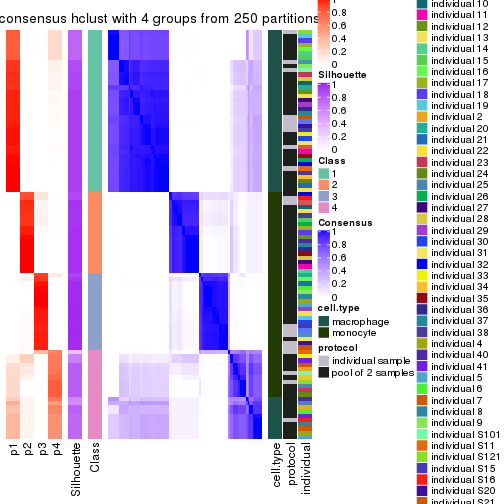 consensus hclust with 4 groups from 250 partitions
p1
p2
p3
p4
Silhouette
Class
cell.type
protocol
individual
0.8
0.6
0.4
0.2
0
Silhouette
1
0.8
0.6
0.4
0.2
0
Class
1
2
3
4
Consensus
1
0.8
0.6
0.4
0.2
0
cell.type
macrophage
monocyte
protocol
individual sample
pool of 2 samples
individual 10
individual 11
individual 12
individual 13
individual 14
individual 15
individual 16
individual 17
individual 18
individual 19
individual 2
individual 20
individual 21
individual 22
individual 23
individual 24
individual 25
individual 26
individual 27
individual 28
individual 29
individual 30
individual 31
individual 32
individual 33
individual 34
individual 35
individual 36
individual 37
individual 38
individual 4
individual 40
individual 41
individual 5
individual 6
individual 7
individual 8
individual 9
individual S101
individual S11
individual S121
individual S15
individual S16
individual S20
individual S21